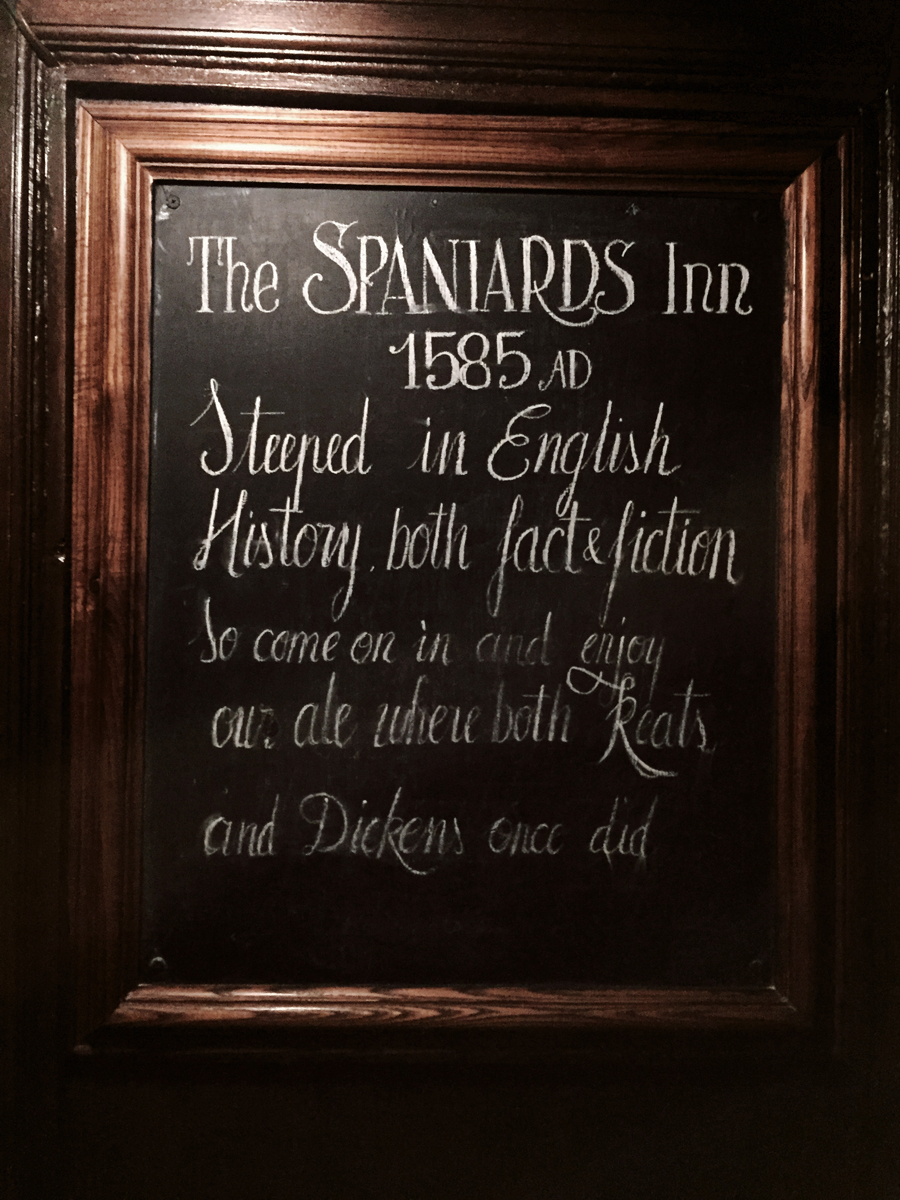 The SPANIARDS Inn
1585 AD
Steeped in English
History, both fact & fiction
So come on in and enjoy
our ale where both Keats
and Dickens once did